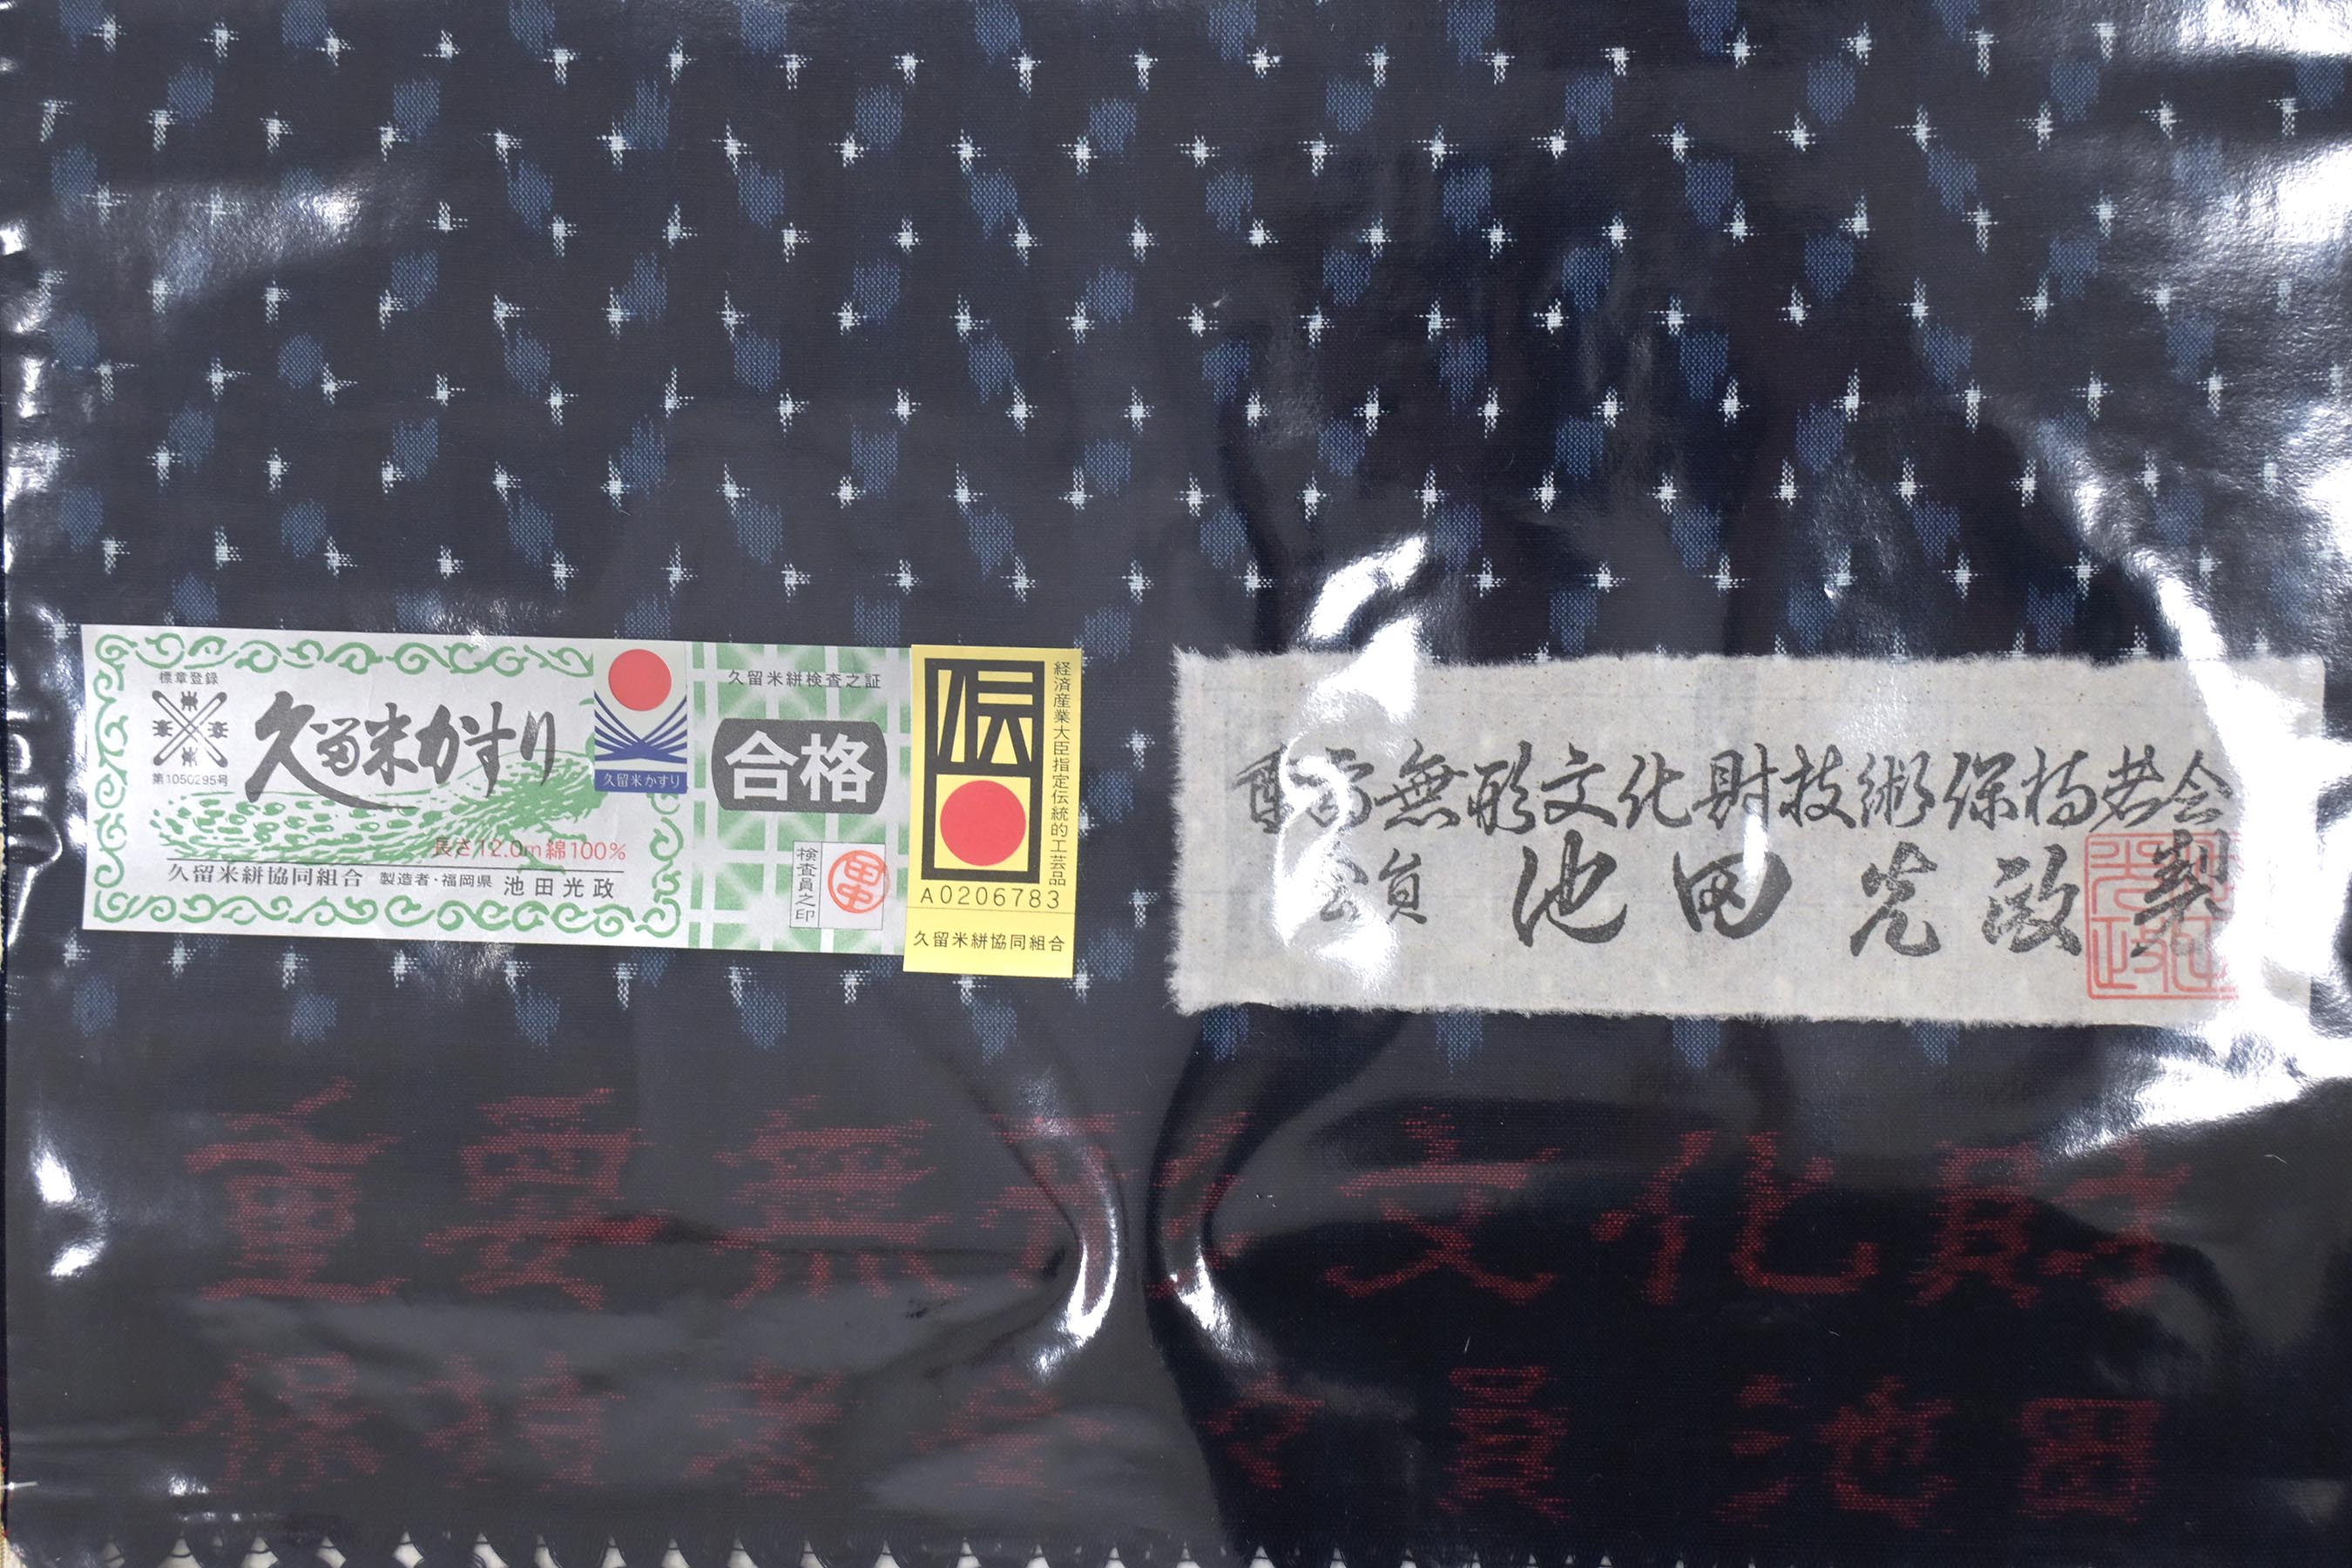 標章登録
第1050295号
久留米かすり
久留米かすり
長さ12.0m 綿100%
久留米絣協同組合 製造者・福岡県 池田光政
久留米絣検査之証
合格
検査員之印
田中
伝
経済産業大臣指定伝統的工芸品
A0206783
久留米絣協同組合
重要無形文化財技術保持者会
会員 池田光政製
重要無形文化財
保持者会々員池田